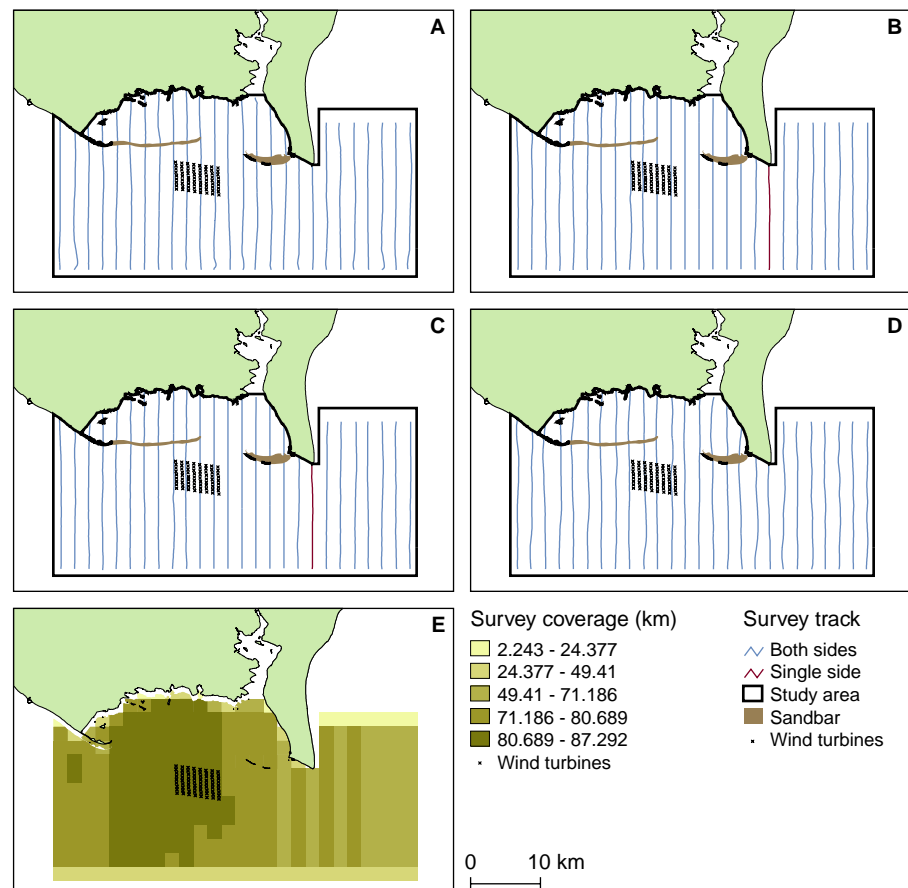 A
B
C
D
E
Survey coverage (km)
2.243 - 24.377
24.377 - 49.41
49.41 - 71.186
71.186 - 80.689
80.689 - 87.292
Wind turbines
Survey track
Both sides
Single side
Study area
Sandbar
Wind turbines
0 10 km